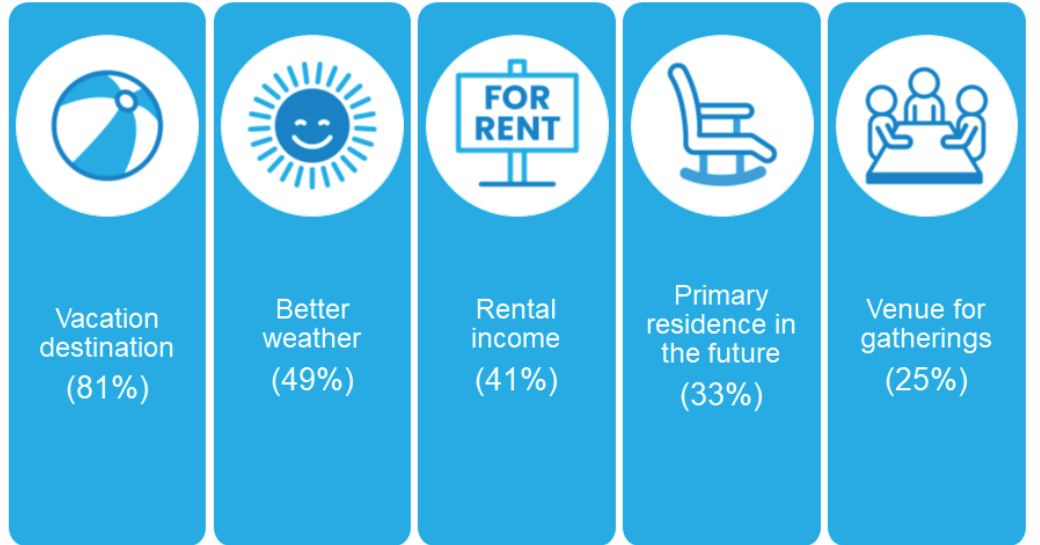 FOR
RENT
Vacation
destination
(81%)
Better
weather
(49%)
Rental
income
(41%)
Primary
residence in
the future
(33%)
Venue for
gatherings
(25%)